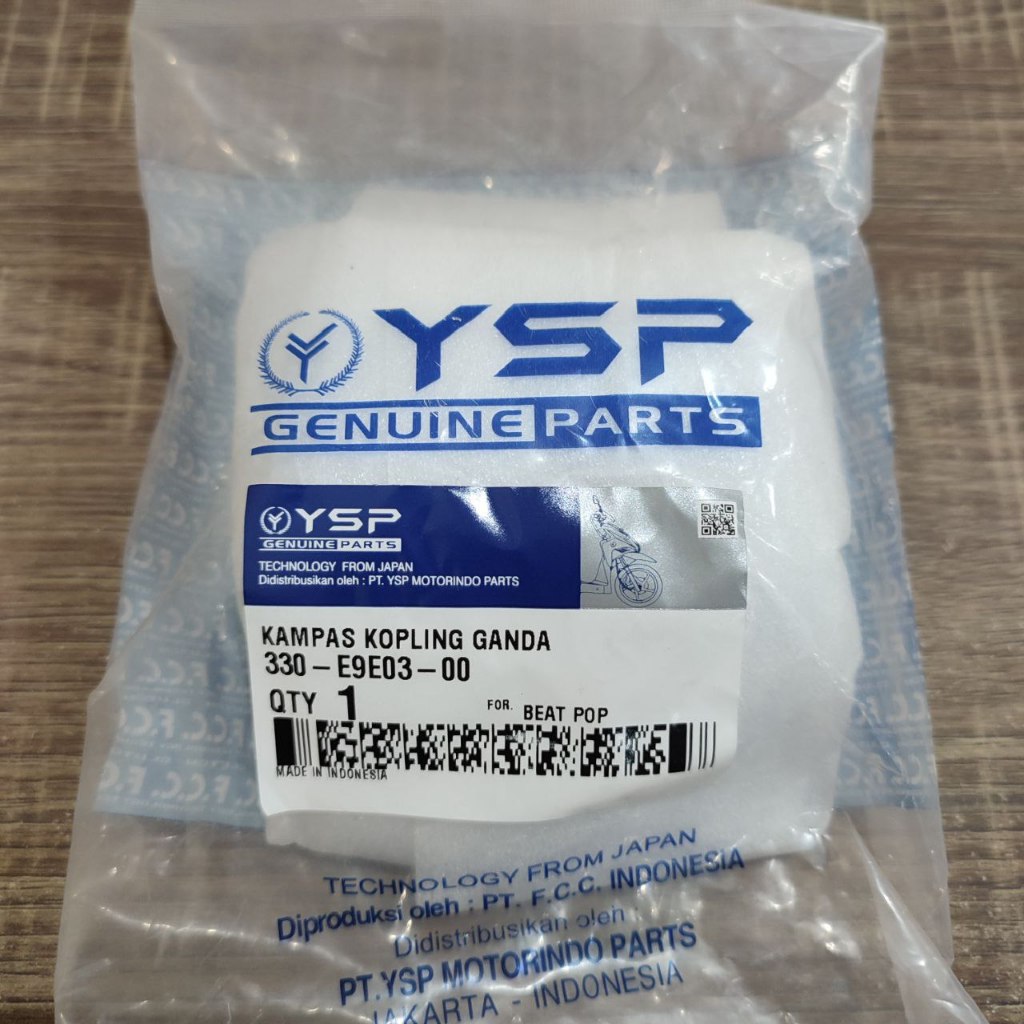 YSP
GENUINE PARTS
YSP
GENUINE PARTS
TECHNOLOGY FROM JAPAN
Didistribusikan oleh : PT. YSP MOTORINDO PARTS
KAMPAS KOPLING GANDA
330-E9E03-00
QTY 1 FOR. BEAT POP
MADE IN INDONESIA
TECHNOLOGY FROM JAPAN
Diproduksi oleh : PT. F.C.C. INDONESIA
Didistribusikan oleh :
PT.YSP MOTORINDO PARTS
JAKARTA - INDONESIA